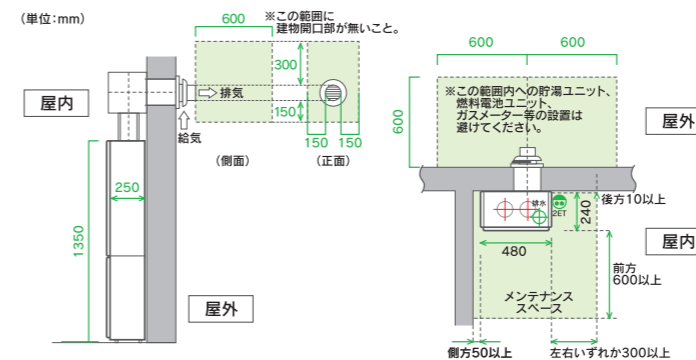 (単位：mm)
600
※この範囲に
建物開口部が無いこと。
300
屋内
排気
150
給気
150
150
(側面)
(正面)
250
1350
屋外
600
600
600
※この範囲内への貯湯ユニット、
燃料電池ユニット、
ガスメーター等の設置は
避けてください。
屋外
排水
2ET
240
後方10以上
480
屋内
前方
600以上
メンテナンス
スペース
側方50以上
左右いずれか300以上